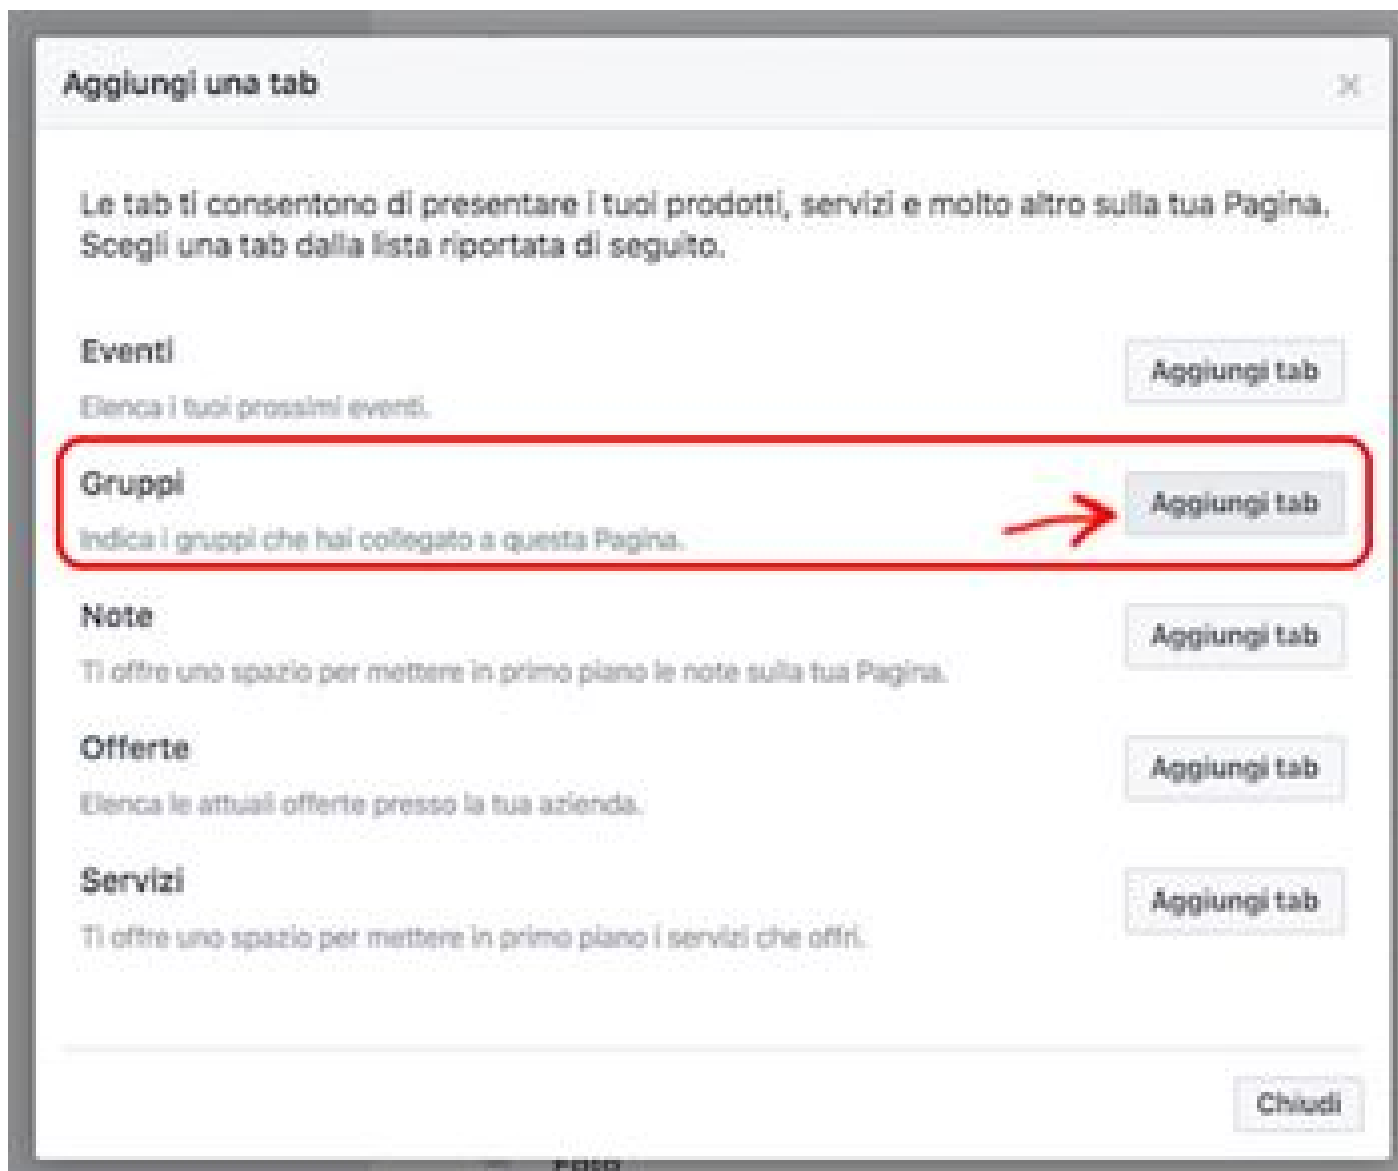 Aggiungi una tab
Le tab ti consentono di presentare i tuoi prodotti, servizi e molto altro sulla tua Pagina.
Scegli una tab dalla lista riportata di seguito.
Eventi
Aggiungi tab
Elenca i tuoi prossimi eventi.
Gruppi
Aggiungi tab
Indica i gruppi che hai collegato a questa Pagina.
Note
Aggiungi tab
Ti offre uno spazio per mettere in primo piano le note sulla tua Pagina.
Offerte
Aggiungi tab
Elenca le attuali offerte presso la tua azienda.
Servizi
Aggiungi tab
Ti offre uno spazio per mettere in primo piano i servizi che offri.
Chiudi
Foto